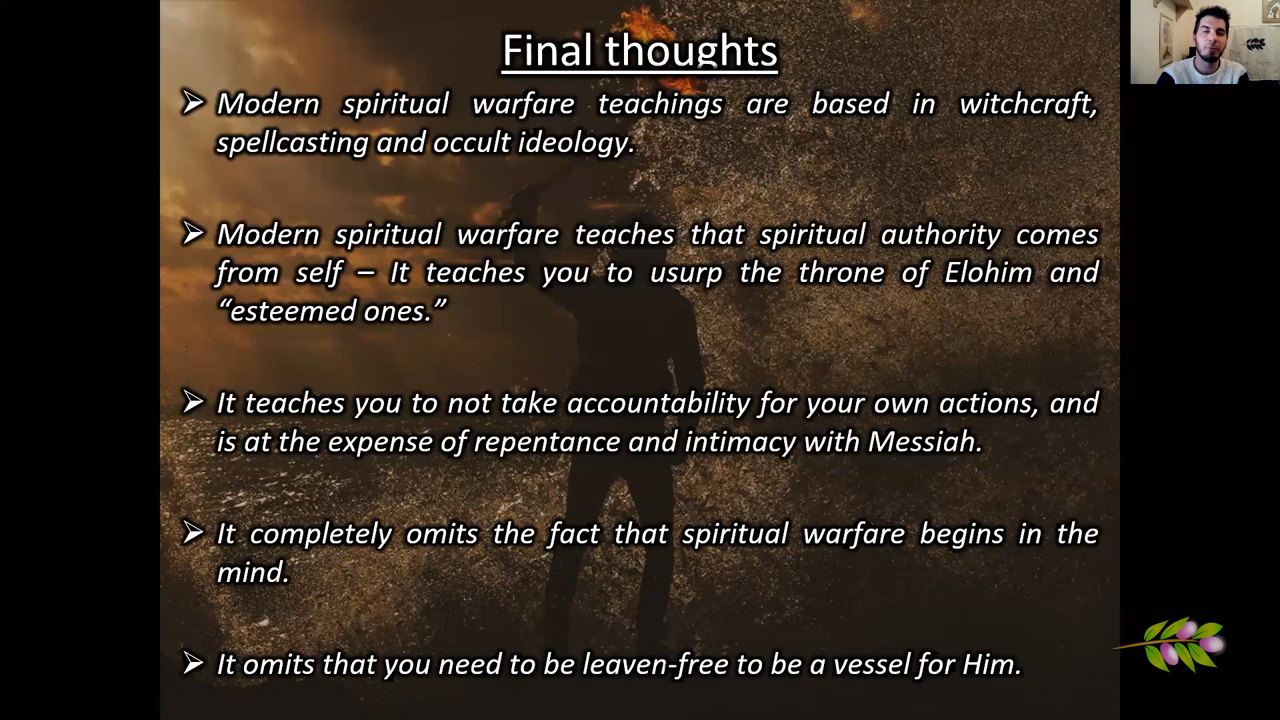 Final thoughts
➢ Modern spiritual warfare teachings are based in witchcraft,
spellcasting and occult ideology.
➢ Modern spiritual warfare teaches that spiritual authority comes
from self – It teaches you to usurp the throne of Elohim and
“esteemed ones.”
➢ It teaches you to not take accountability for your own actions, and
is at the expense of repentance and intimacy with Messiah.
➢ It completely omits the fact that spiritual warfare begins in the
mind.
➢ It omits that you need to be leaven-free to be a vessel for Him.